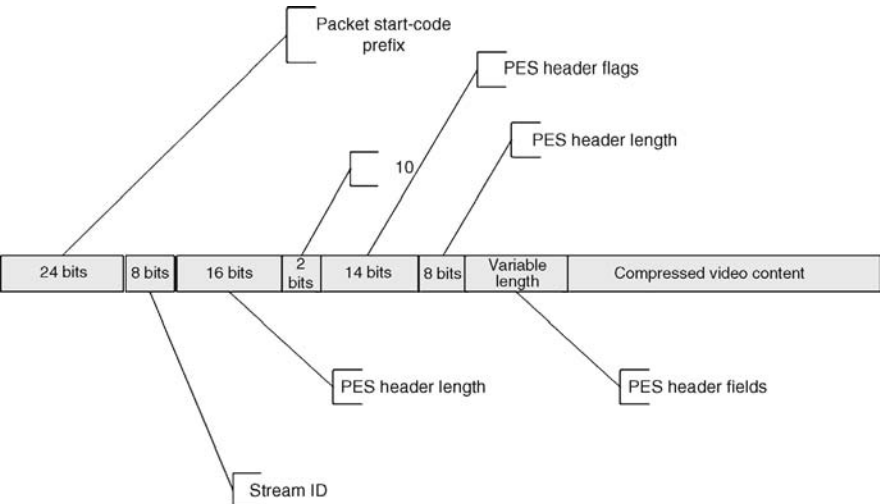 Packet start-code
prefix
PES header flags
PES header length
10
24 bits
8 bits
16 bits
2
bits
14 bits
8 bits
Variable
length
Compressed video content
PES header length
PES header fields
Stream ID